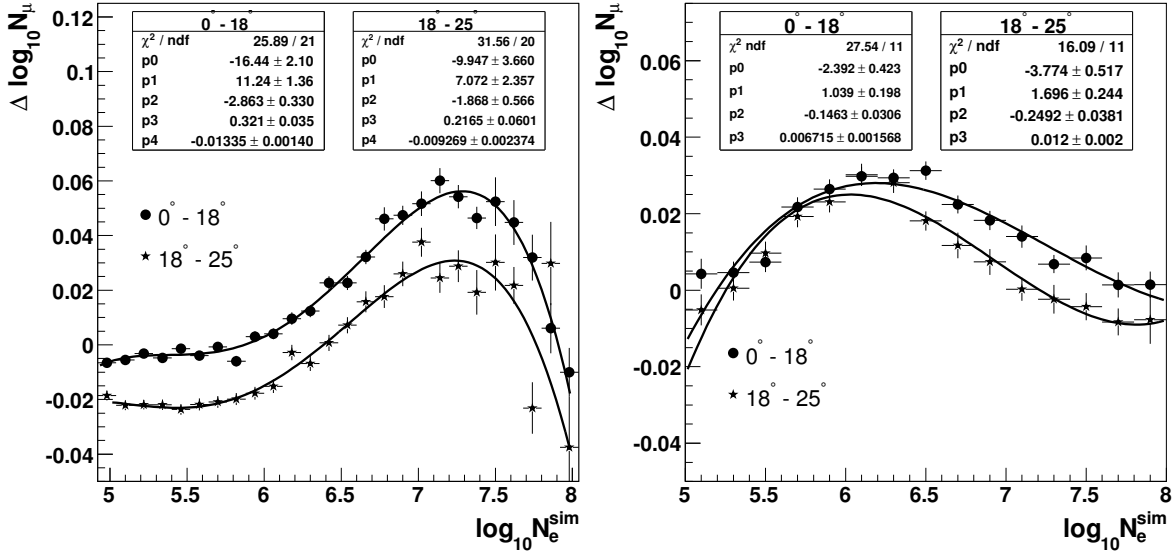 Δ log₁₀Nμ
0.12
0.1
0.08
0.06
0.04
0.02
0
-0.02
-0.04
0° - 18°
χ² / ndf 25.89 / 21
p0 -16.44 ± 2.10
p1 11.24 ± 1.36
p2 -2.863 ± 0.330
p3 0.321 ± 0.035
p4 -0.01335 ± 0.00140
18° - 25°
χ² / ndf 31.56 / 20
p0 -9.947 ± 3.660
p1 7.072 ± 2.357
p2 -1.868 ± 0.566
p3 0.2165 ± 0.0601
p4 -0.009269 ± 0.002374
0° - 18°
18° - 25°
5 5.5 6 6.5 7 7.5 8
log₁₀Nₑˢⁱᵐ
Δ log₁₀Nμ
0.06
0.04
0.02
0
-0.02
-0.04
0° - 18°
χ² / ndf 27.54 / 11
p0 -2.392 ± 0.423
p1 1.039 ± 0.198
p2 -0.1463 ± 0.0306
p3 0.006715 ± 0.001568
18° - 25°
χ² / ndf 16.09 / 11
p0 -3.774 ± 0.517
p1 1.696 ± 0.244
p2 -0.2492 ± 0.0381
p3 0.012 ± 0.002
0° - 18°
18° - 25°
5 5.5 6 6.5 7 7.5 8
log₁₀Nₑˢⁱᵐ